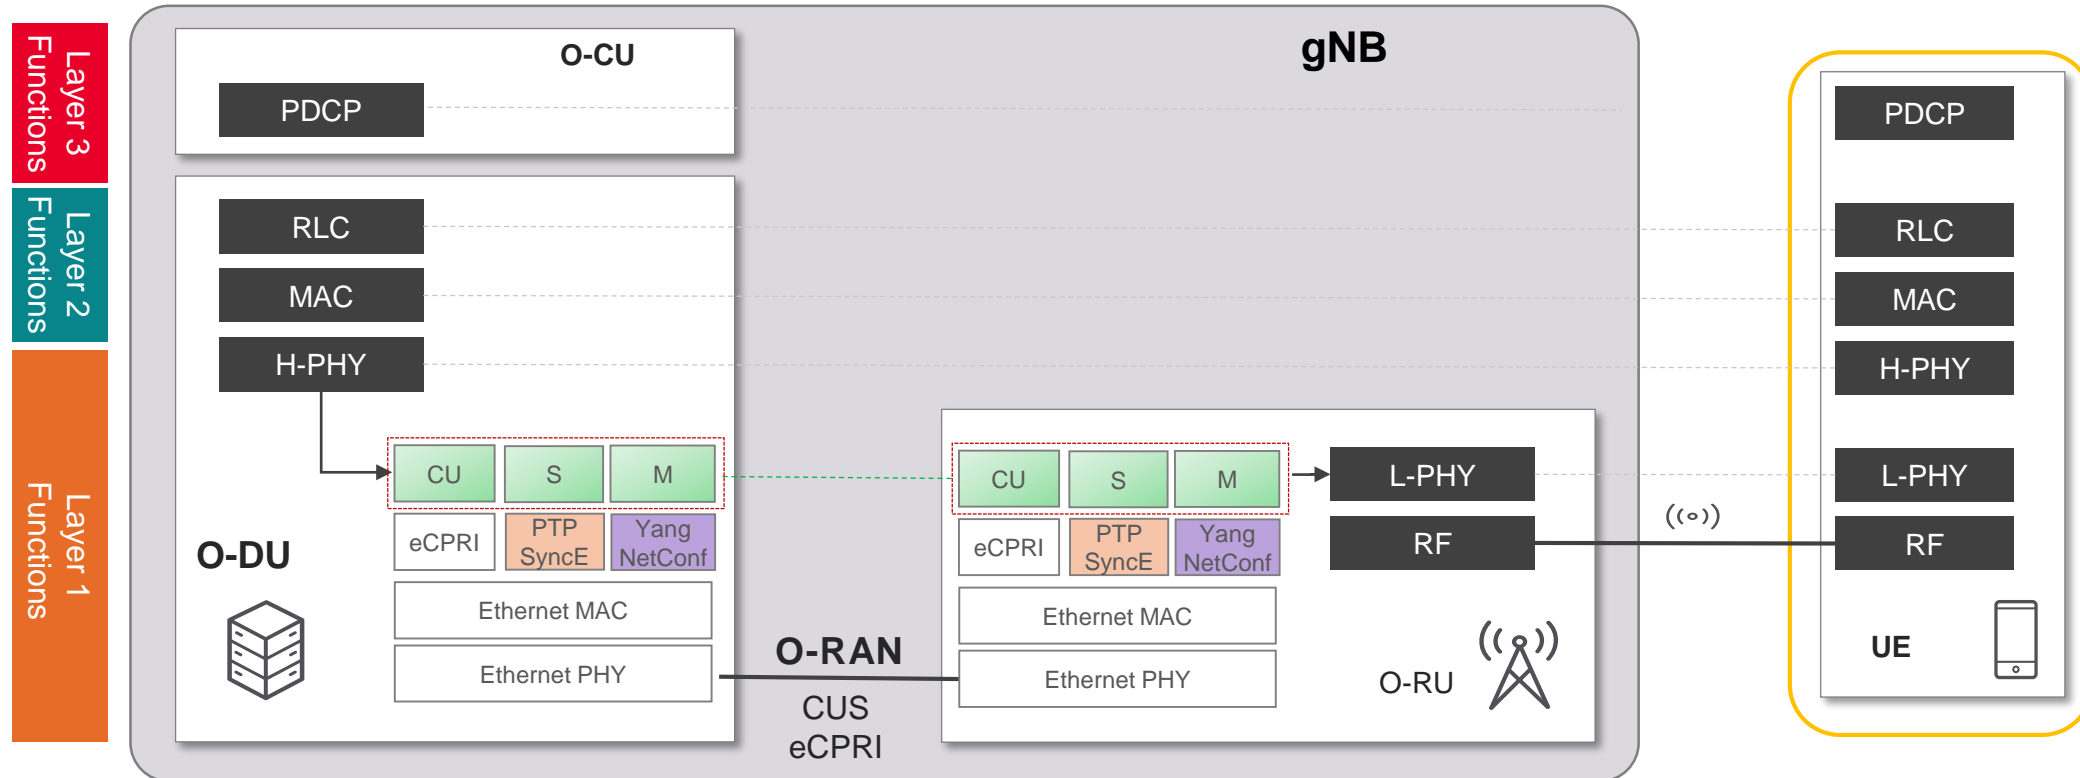 Layer 3
Functions
Layer 2
Functions
Layer 1
Functions
gNB
O-CU
PDCP
RLC
MAC
H-PHY
CU
S
M
eCPRI
PTP
SyncE
Yang
NetConf
Ethernet MAC
Ethernet PHY
O-DU
O-RAN
CUS
eCPRI
CU
S
M
eCPRI
PTP
SyncE
Yang
NetConf
Ethernet MAC
Ethernet PHY
L-PHY
RF
O-RU
PDCP
RLC
MAC
H-PHY
L-PHY
RF
UE